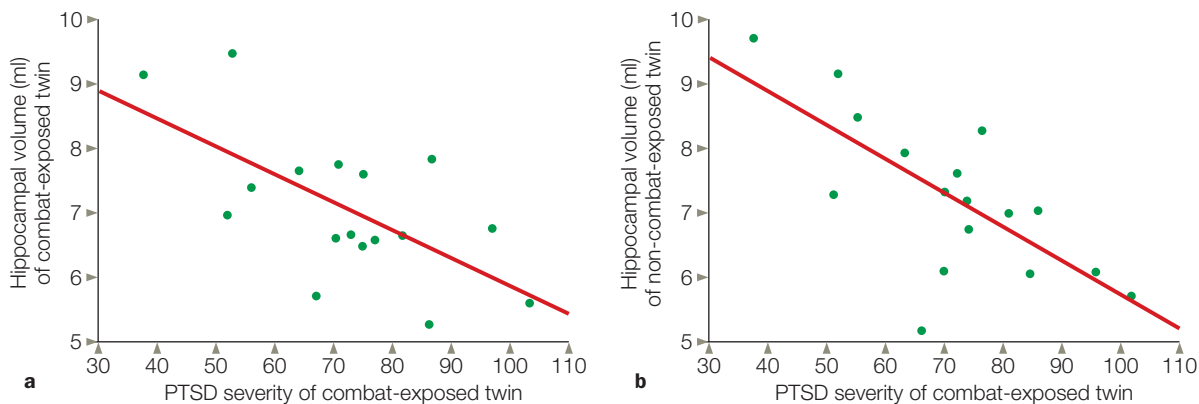 Hippocampal volume (ml)
of combat-exposed twin
10
9
8
7
6
5
30 40 50 60 70 80 90 100 110
a
PTSD severity of combat-exposed twin
Hippocampal volume (ml)
of non-combat-exposed twin
10
9
8
7
6
5
30 40 50 60 70 80 90 100 110
b
PTSD severity of combat-exposed twin